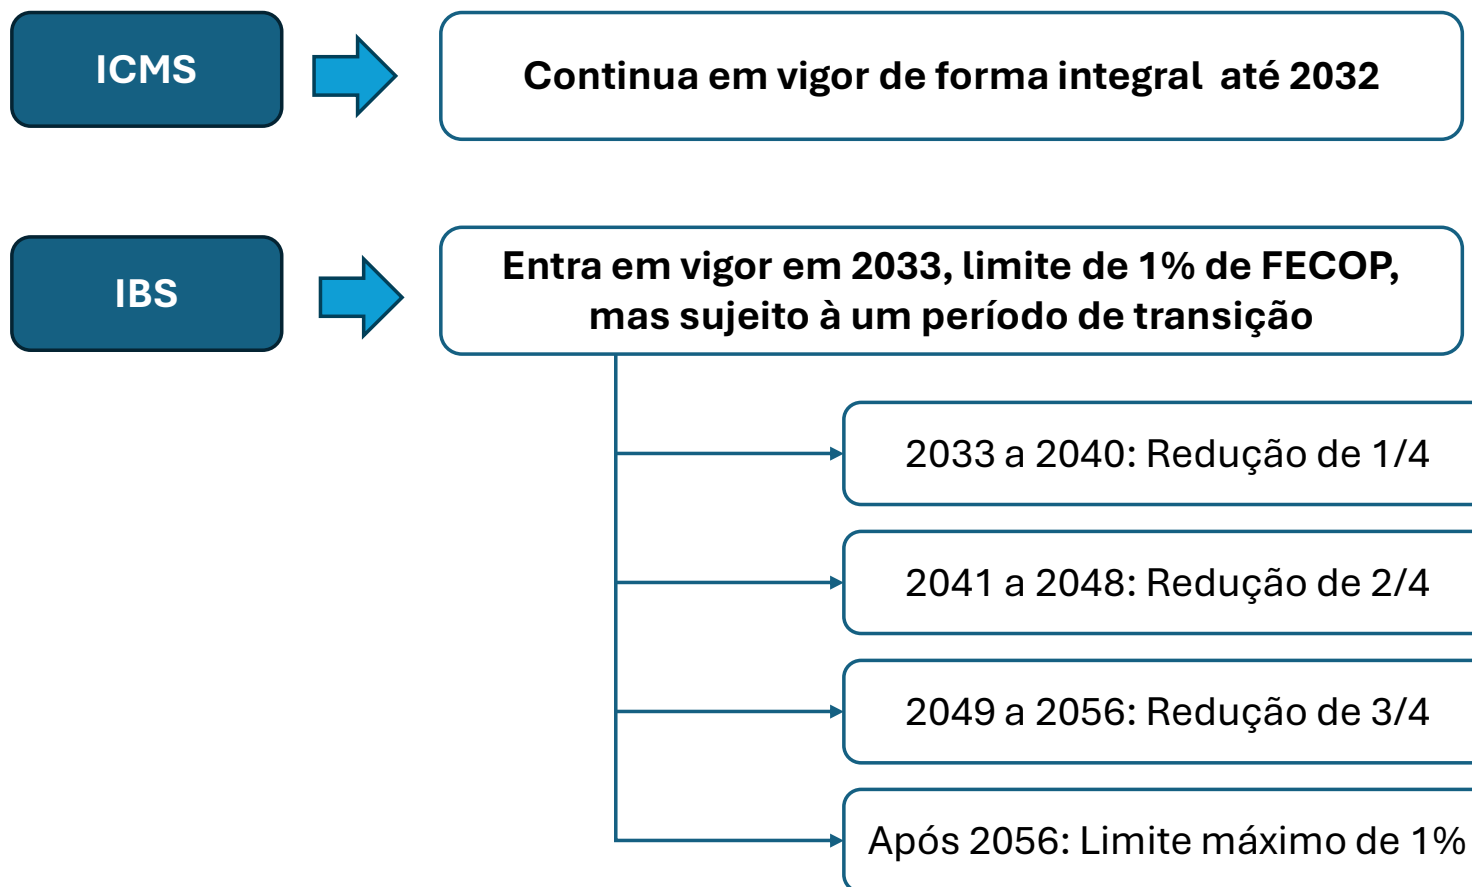 ICMS
Continua em vigor de forma integral até 2032
IBS
Entra em vigor em 2033, limite de 1% de FECOP,
mas sujeito à um período de transição
2033 a 2040: Redução de 1/4
2041 a 2048: Redução de 2/4
2049 a 2056: Redução de 3/4
Após 2056: Limite máximo de 1%